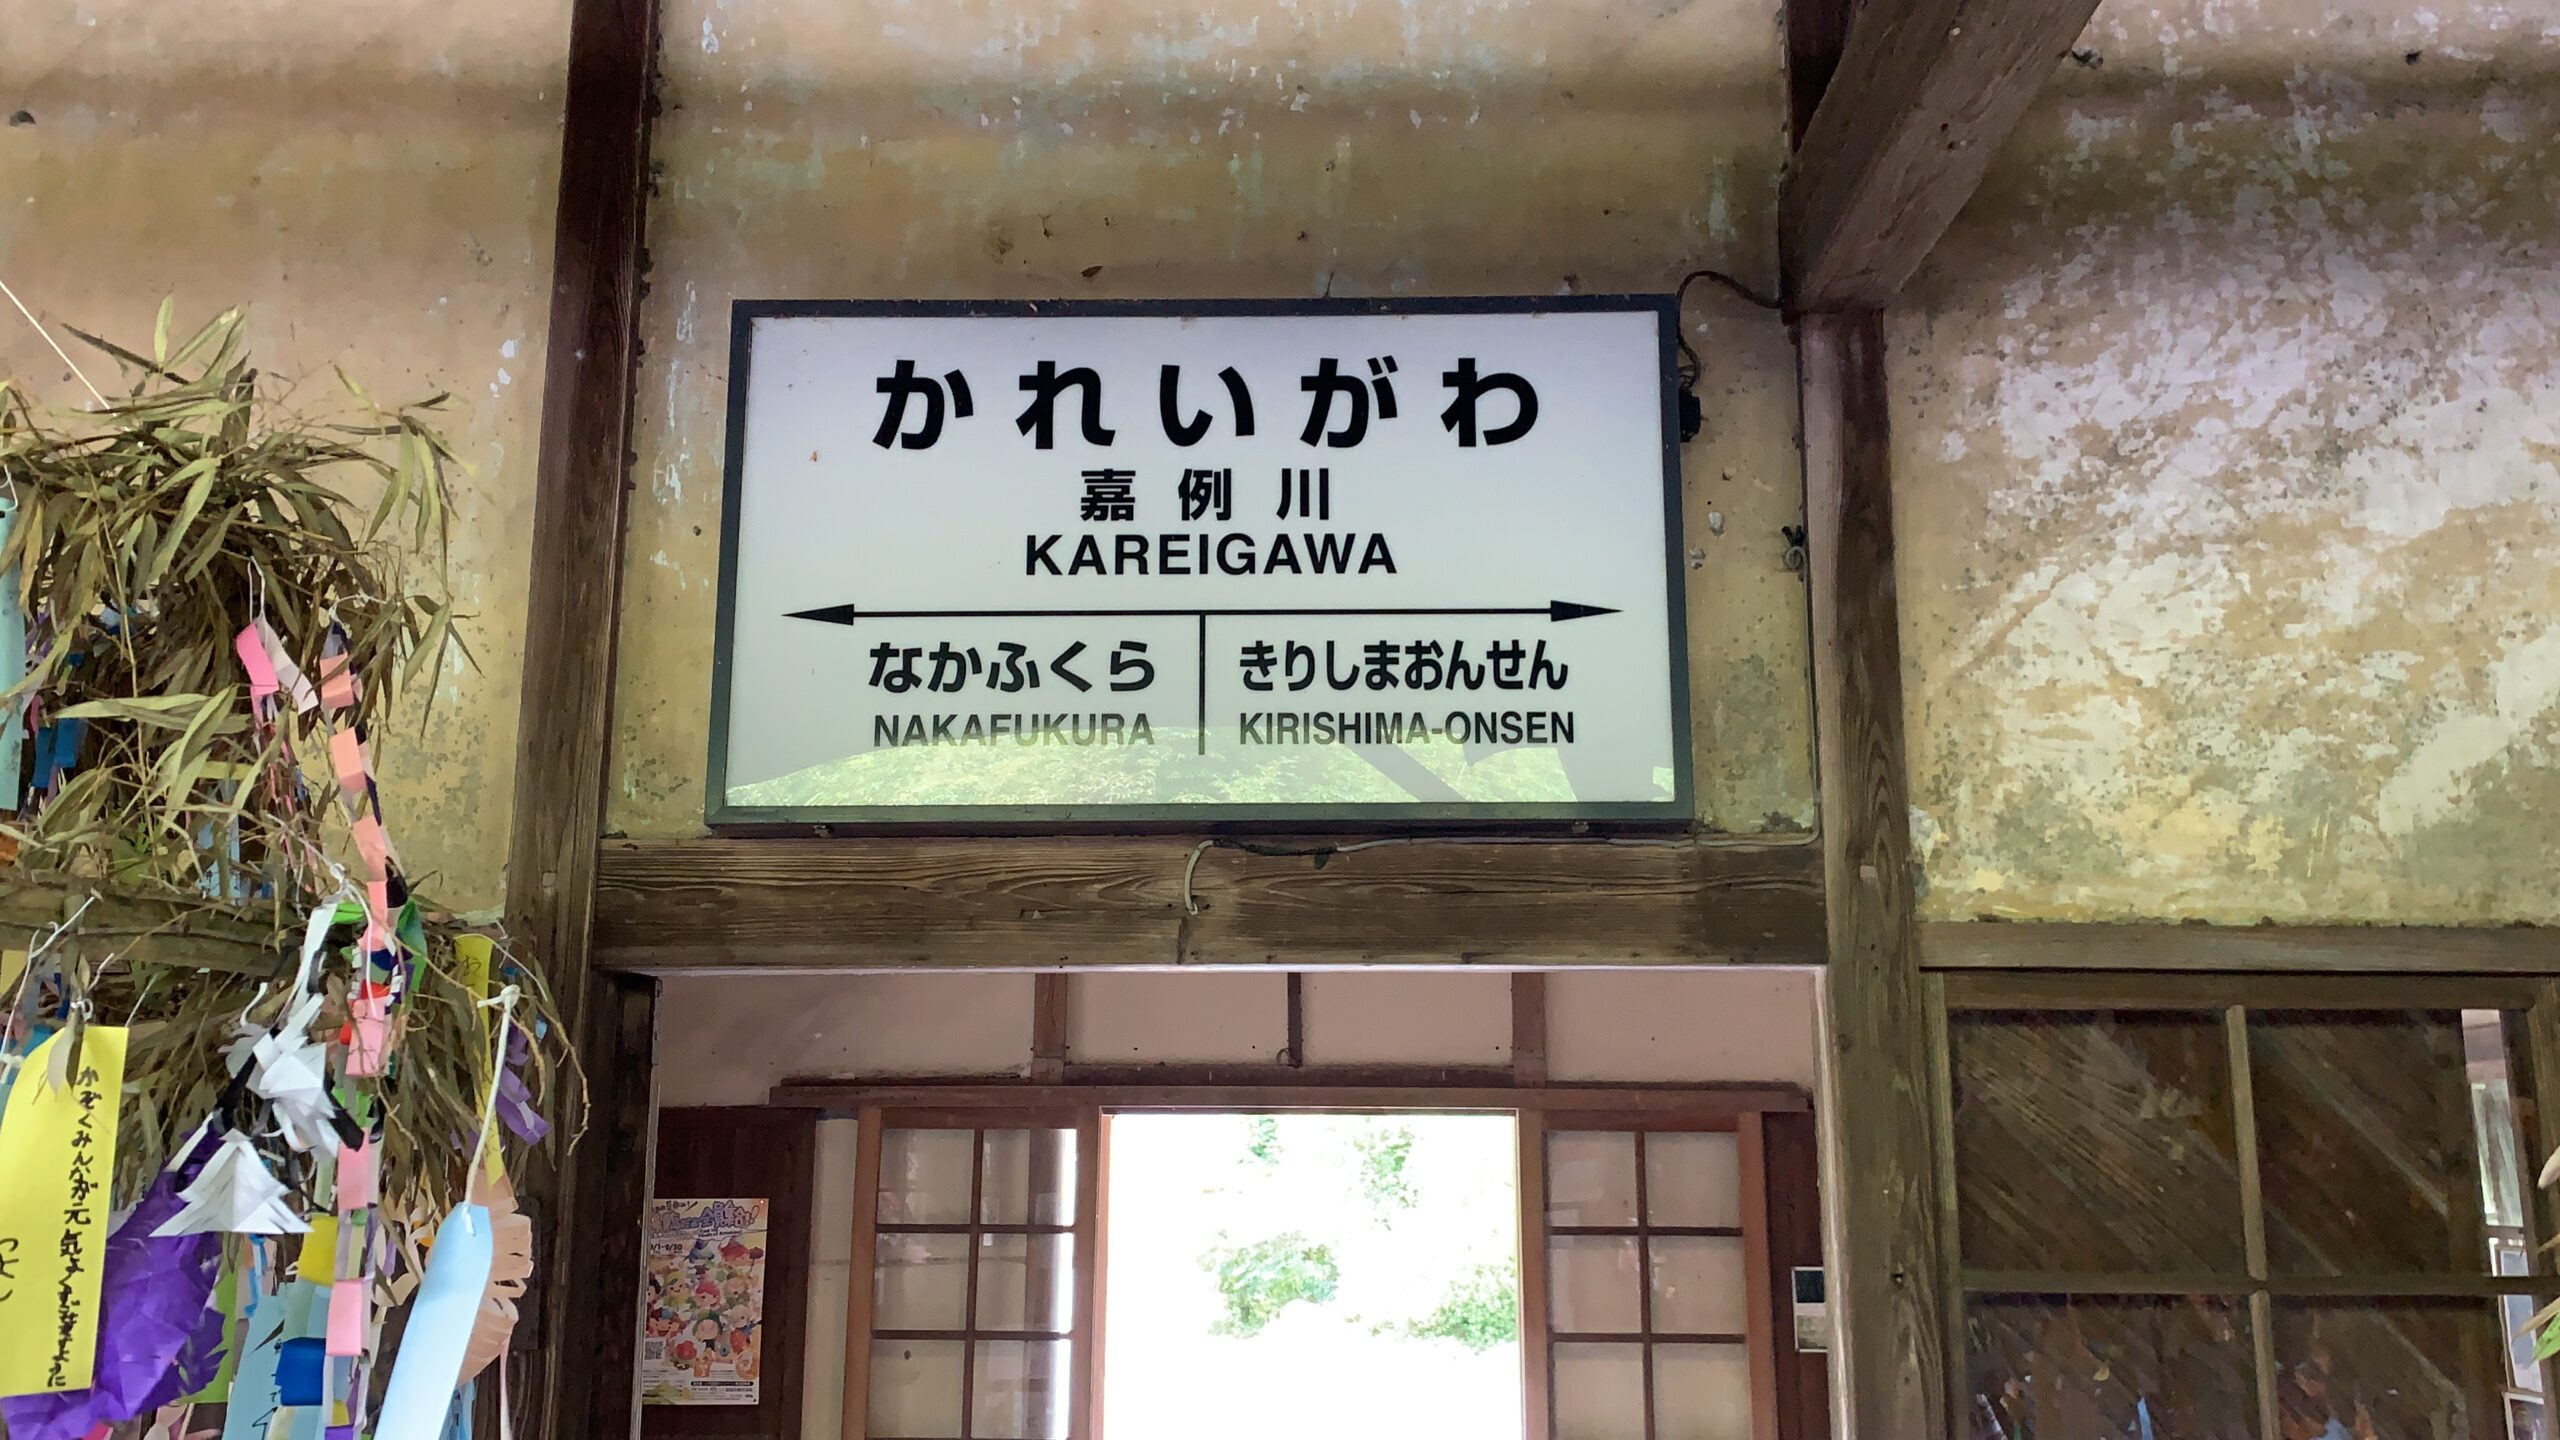 かれいがわ
嘉例川
KAREIGAWA
なかふくら
NAKAFUKURA
きりしまおんせん
KIRISHIMA-ONSEN
かぞくみんなが元気ですごせますように